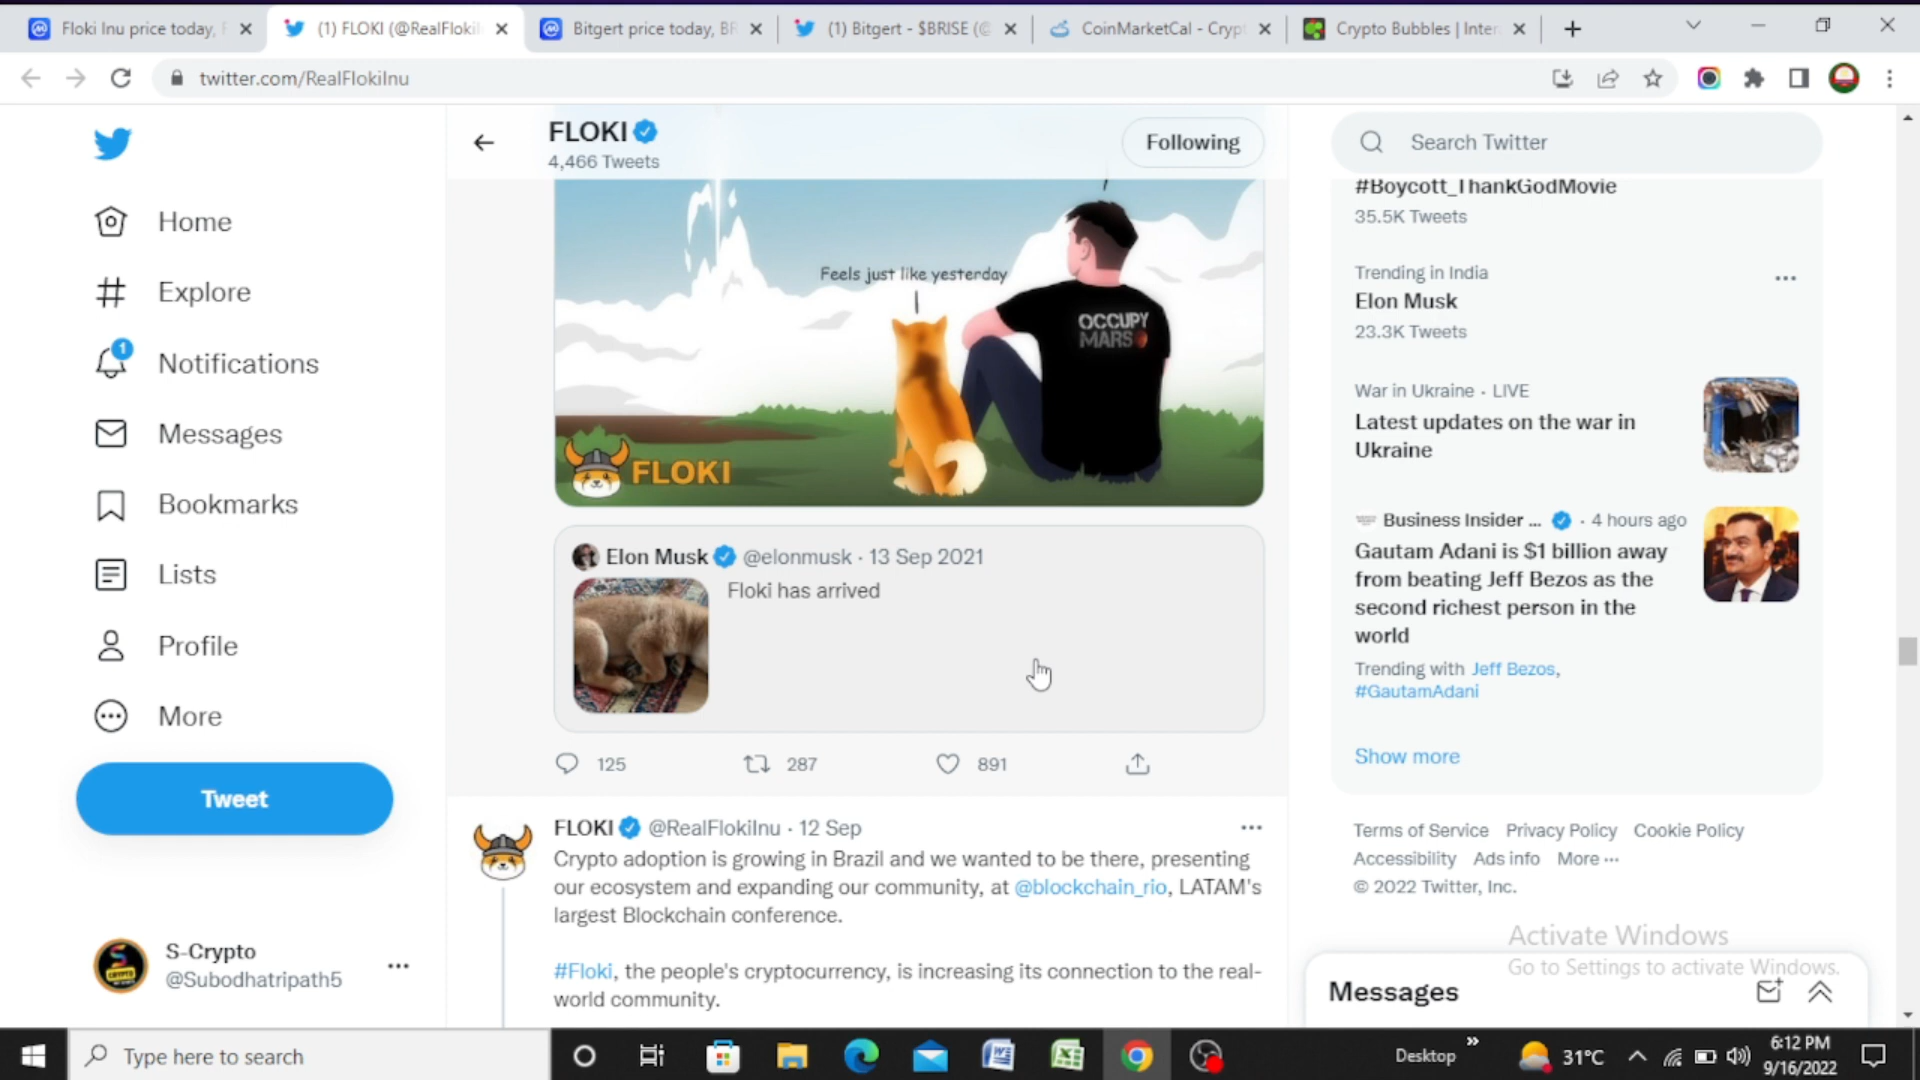 Floki Inu price today, F
(1) FLOKI (@RealFloki
Bitgert price today, BR
(1) Bitgert - $BRISE (@
CoinMarketCal - Crypt
Crypto Bubbles | Inter
twitter.com/RealFlokiInu
Home
Explore
1
Notifications
Messages
Bookmarks
Lists
Profile
More
Tweet
S-Crypto
@Subodhatripath5
FLOKI
4,466 Tweets
Following
Feels just like yesterday
OCCUPY
MARS
FLOKI
Elon Musk @elonmusk · 13 Sep 2021
Floki has arrived
125 287 891
FLOKI @RealFlokiInu · 12 Sep
Crypto adoption is growing in Brazil and we wanted to be there, presenting
our ecosystem and expanding our community, at @blockchain_rio, LATAM's
largest Blockchain conference.
#Floki, the people's cryptocurrency, is increasing its connection to the real-
world community.
Search Twitter
#Boycott_ThankGodMovie
35.5K Tweets
Trending in India
Elon Musk
23.3K Tweets
War in Ukraine · LIVE
Latest updates on the war in
Ukraine
Business Insider ... · 4 hours ago
Gautam Adani is $1 billion away
from beating Jeff Bezos as the
second richest person in the
world
Trending with Jeff Bezos,
#GautamAdani
Show more
Terms of Service Privacy Policy Cookie Policy
Accessibility Ads info More ···
© 2022 Twitter, Inc.
Activate Windows
Go to Settings to activate Windows.
Messages
Type here to search
Desktop
31°C
6:12 PM
9/16/2022